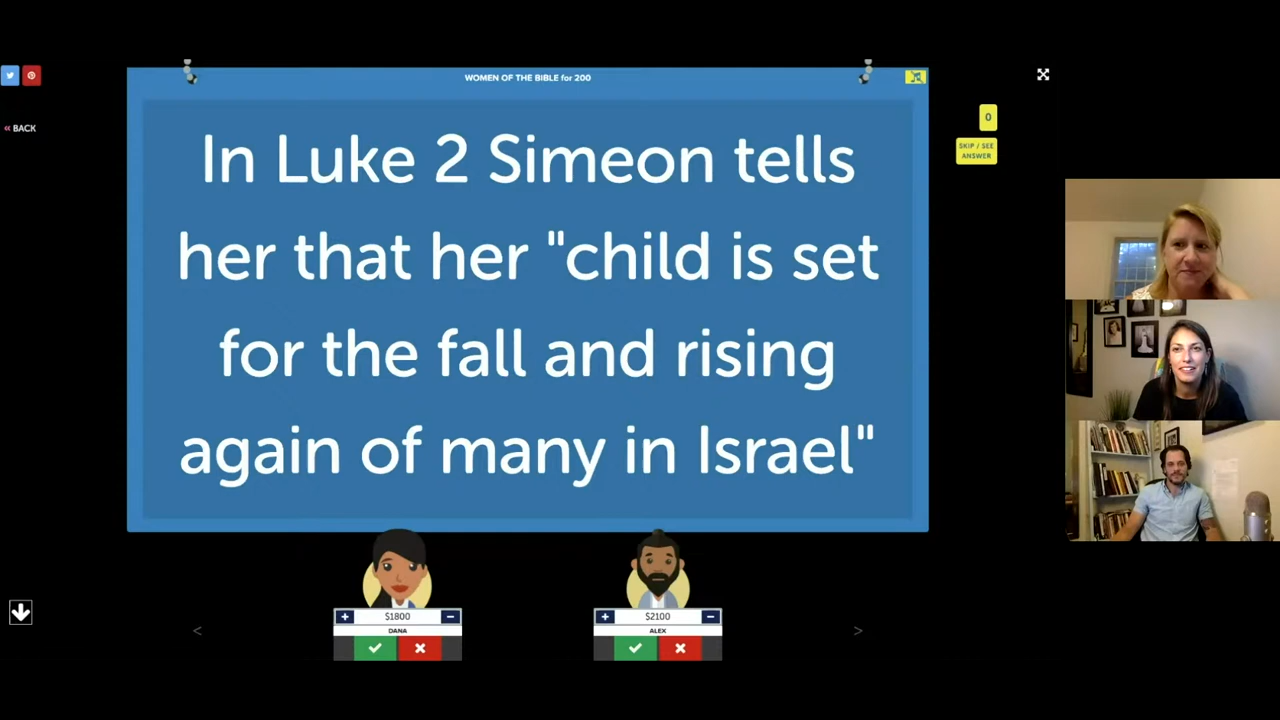 WOMEN OF THE BIBLE for 200
« BACK
0
SKIP / SEE
ANSWER
In Luke 2 Simeon tells
her that her "child is set
for the fall and rising
again of many in Israel"
+ $1800 −
DANA
+ $2100 −
ALEX